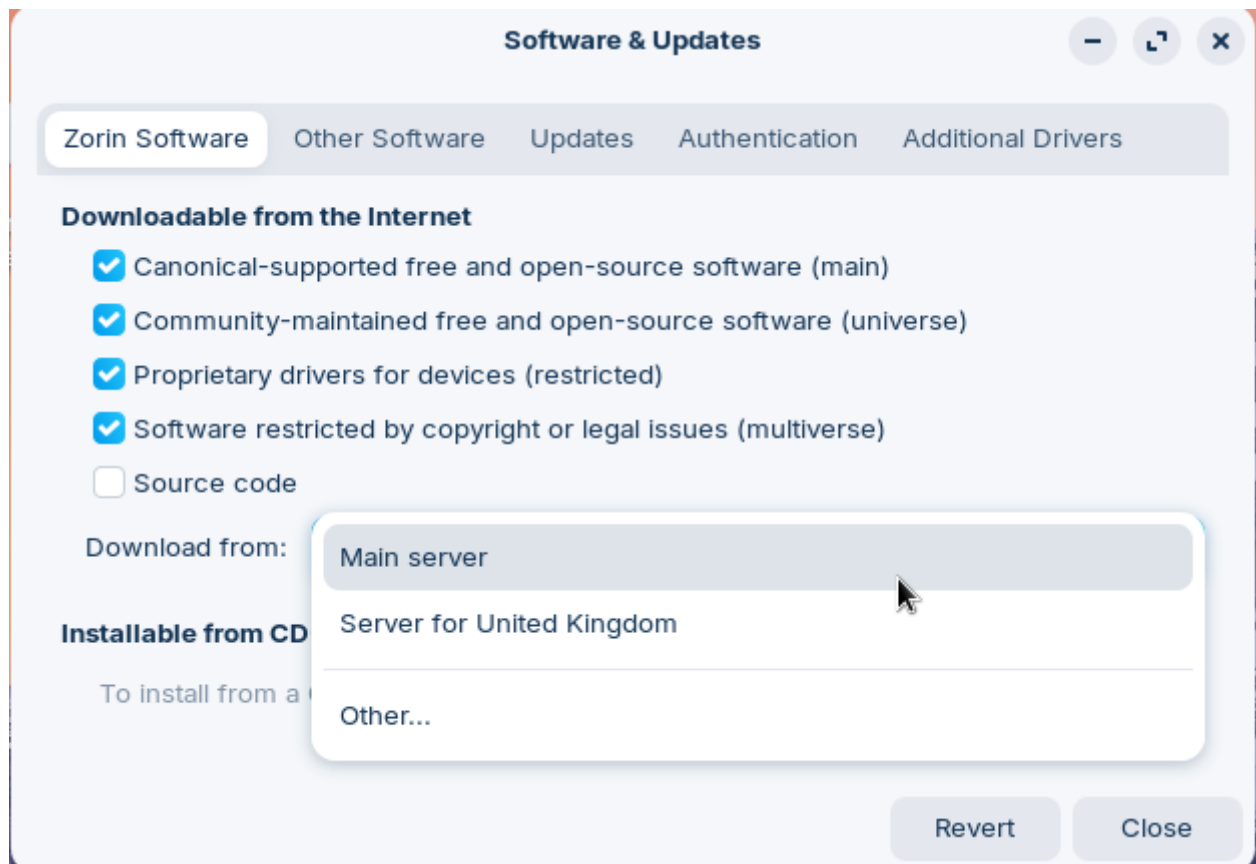 Software & Updates
Zorin Software Other Software Updates Authentication Additional Drivers
Downloadable from the Internet
Canonical-supported free and open-source software (main)
Community-maintained free and open-source software (universe)
Proprietary drivers for devices (restricted)
Software restricted by copyright or legal issues (multiverse)
Source code
Download from:
Main server
Server for United Kingdom
Other...
Installable from CD
To install from a
Revert Close